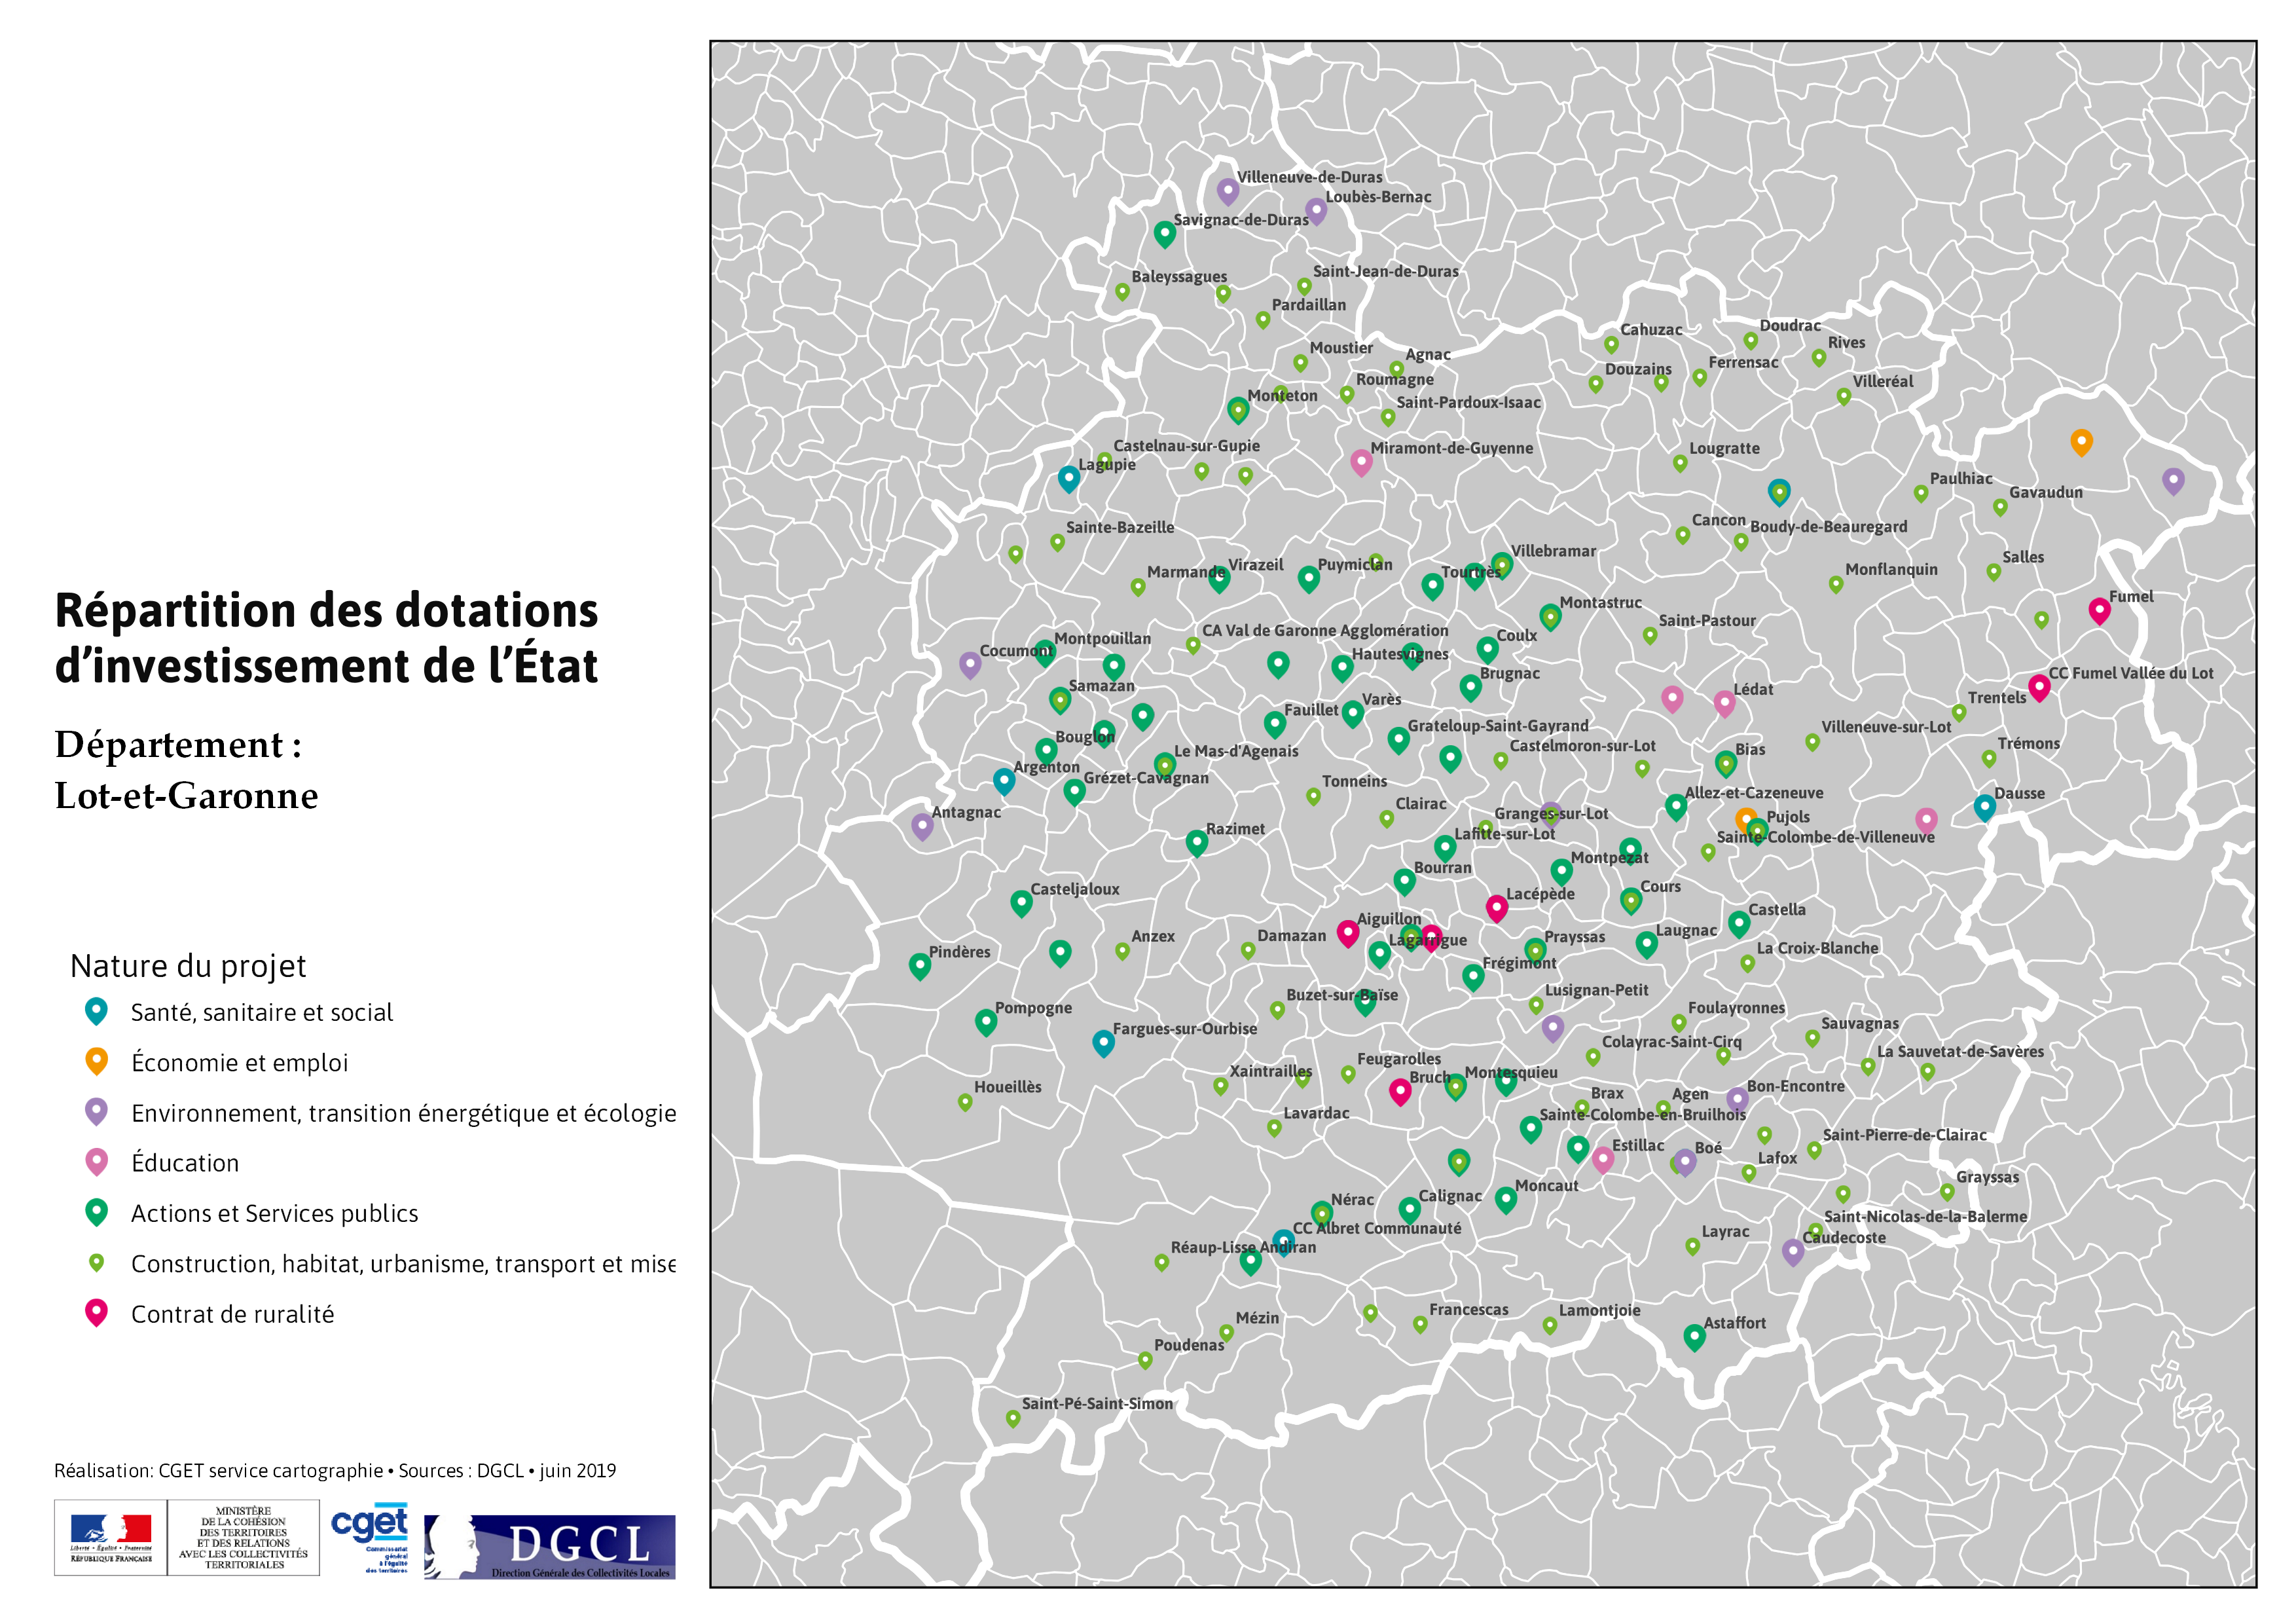 Répartition des dotations
d'investissement de l'État
Département :
Lot-et-Garonne
Nature du projet
Santé, sanitaire et social
Économie et emploi
Environnement, transition énergétique et écologie
Éducation
Actions et Services publics
Construction, habitat, urbanisme, transport et mise
Contrat de ruralité
Réalisation: CGET service cartographie • Sources : DGCL • juin 2019
Liberté • Égalité • Fraternité
RÉPUBLIQUE FRANÇAISE
MINISTÈRE
DE LA COHÉSION
DES TERRITOIRES
ET DES RELATIONS
AVEC LES COLLECTIVITÉS
TERRITORIALES
cget
Commissariat
général
à l'égalité
des territoires
DGCL
Direction Générale des Collectivités Locales
Villeneuve-de-Duras
Loubès-Bernac
Savignac-de-Duras
Saint-Jean-de-Duras
Baleyssagues
Pardaillan
Doudrac
Cahuzac
Rives
Moustier
Agnac
Ferrensac
Douzains
Roumagne
Villeréal
Monteton
Saint-Pardoux-Isaac
Castelnau-sur-Gupie
Miramont-de-Guyenne
Lougratte
Lagupie
Paulhiac
Gavaudun
Cancon
Boudy-de-Beauregard
Sainte-Bazeille
Villebramar
Salles
Virazeil
Puymiclan
Monflanquin
Marmande
Tourtrès
Fumel
Montastruc
Saint-Pastour
CA Val de Garonne Agglomération
Coulx
Montpouillan
Cocumont
Hautesvignes
Brugnac
CC Fumel Vallée du Lot
Samazan
Lédat
Trentels
Varès
Fauillet
Grateloup-Saint-Gayrand
Villeneuve-sur-Lot
Bouglon
Castelmoron-sur-Lot
Trémons
Le Mas-d'Agenais
Bias
Argenton
Grézet-Cavagnan
Tonneins
Allez-et-Cazeneuve
Dausse
Clairac
Antagnac
Granges-sur-Lot
Pujols
Razimet
Lafitte-sur-Lot
Sainte-Colombe-de-Villeneuve
Montpezat
Bourran
Casteljaloux
Lacépède
Cours
Castella
Aiguillon
Laugnac
Anzex
Damazan
Lagarrigue
Prayssas
La Croix-Blanche
Pindères
Frégimont
Lusignan-Petit
Buzet-sur-Baïse
Pompogne
Foulayronnes
Fargues-sur-Ourbise
Sauvagnas
Colayrac-Saint-Cirq
La Sauvetat-de-Savères
Feugarolles
Xaintrailles
Bruch
Montesquieu
Houeillès
Bon-Encontre
Brax
Agen
Lavardac
Sainte-Colombe-en-Bruilhois
Saint-Pierre-de-Clairac
Estillac
Boé
Lafox
Grayssas
Moncaut
Nérac
Calignac
Saint-Nicolas-de-la-Balerme
CC Albret Communauté
Layrac
Caudecoste
Réaup-Lisse
Andiran
Francescas
Lamontjoie
Mézin
Astaffort
Poudenas
Saint-Pé-Saint-Simon